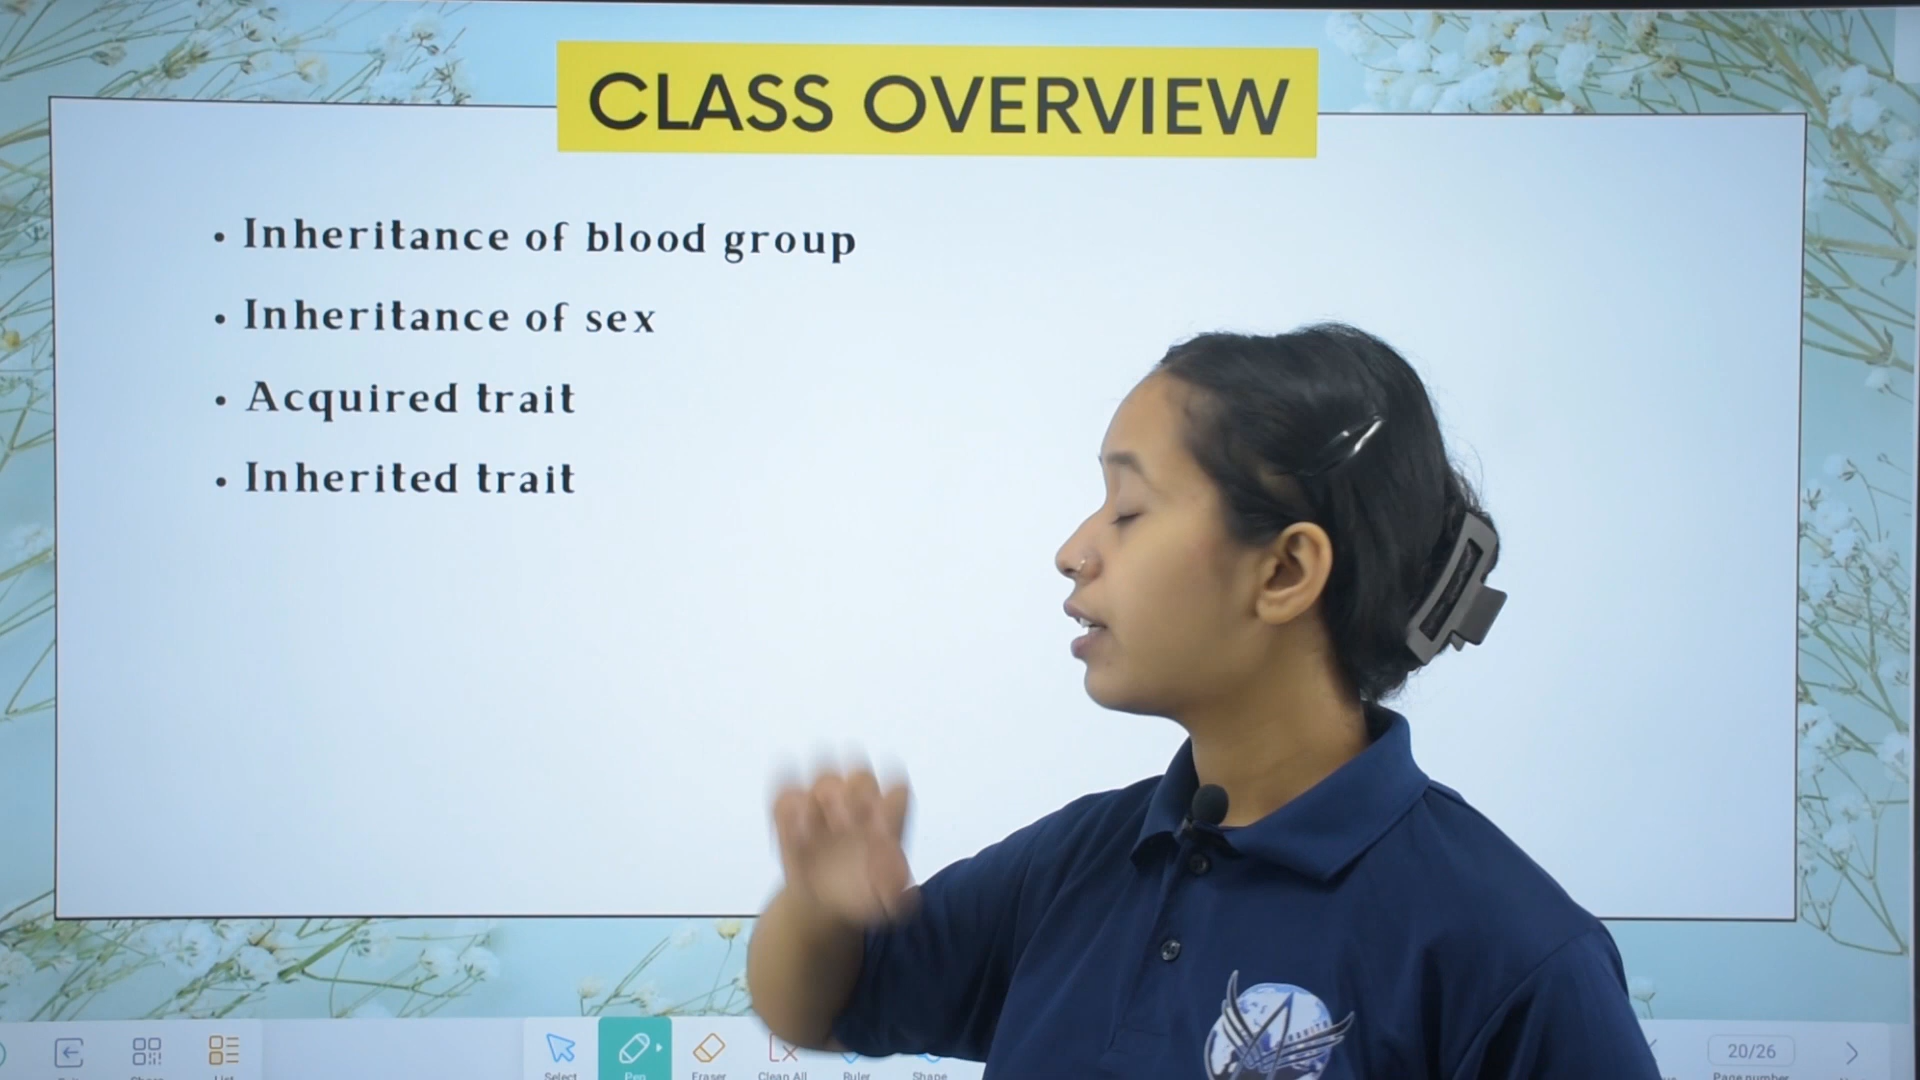 CLASS OVERVIEW
• Inheritance of blood group
• Inheritance of sex
• Acquired trait
• Inherited trait
Select
Pen
Eraser
Clean All
Ruler
Shape
20/26
Page number